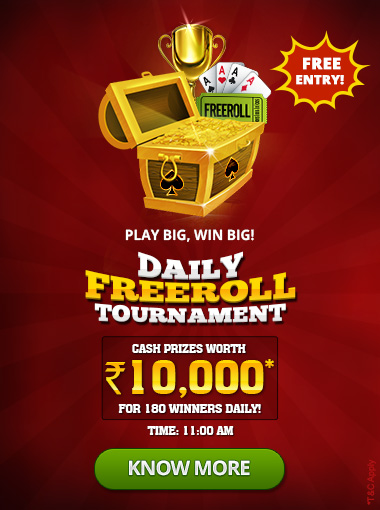 FREE
ENTRY!
A A A A
FREEROLL
PLAY BIG, WIN BIG!
DAILY
FREEROLL
TOURNAMENT
CASH PRIZES WORTH
₹10,000*
FOR 180 WINNERS DAILY!
TIME: 11:00 AM
KNOW MORE
*T&C Apply